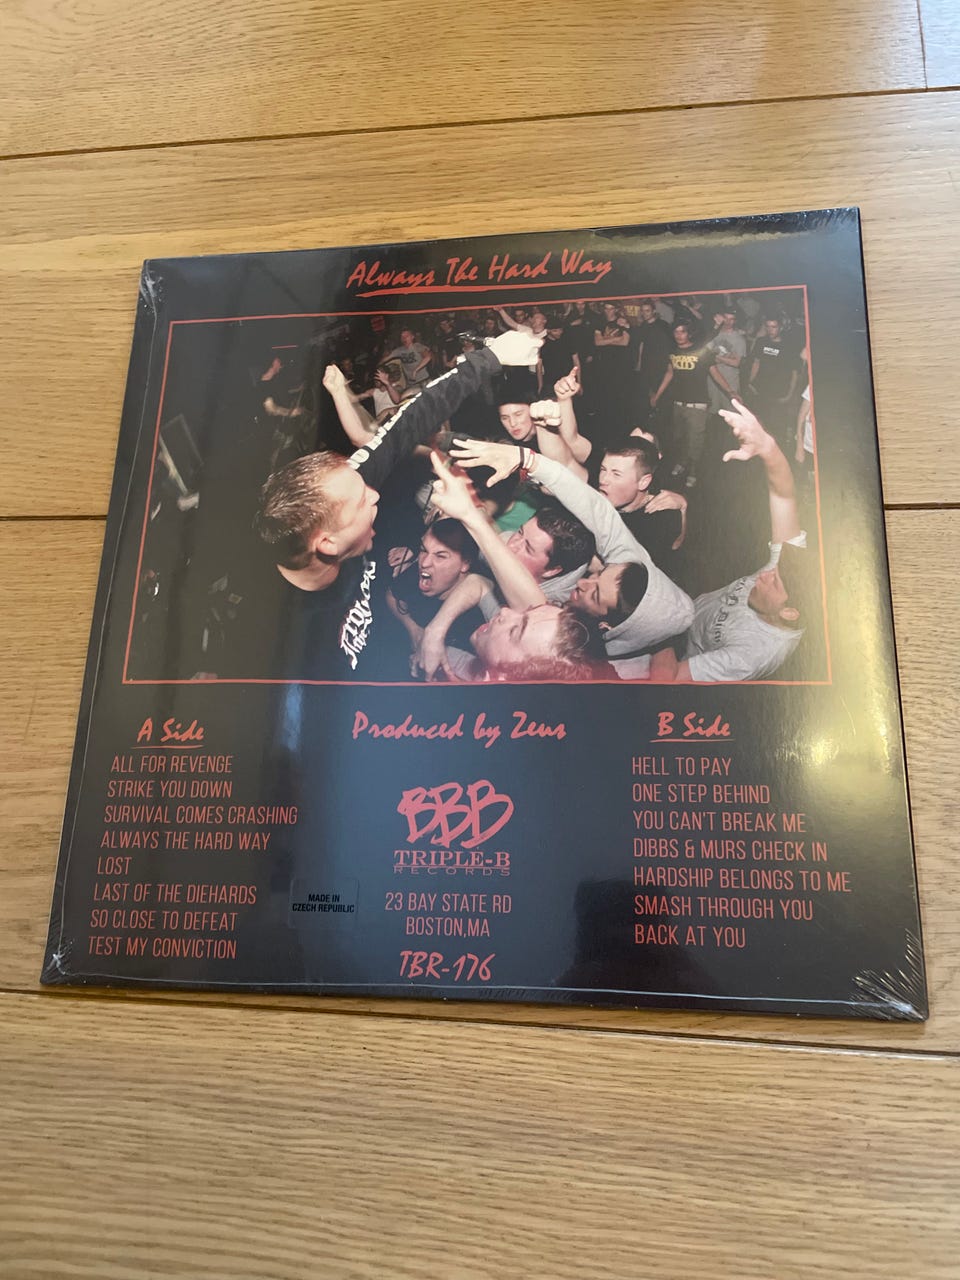 Always The Hard Way
A Side
ALL FOR REVENGE
STRIKE YOU DOWN
SURVIVAL COMES CRASHING
ALWAYS THE HARD WAY
LOST
LAST OF THE DIEHARDS
SO CLOSE TO DEFEAT
TEST MY CONVICTION
MADE IN
CZECH REPUBLIC
Produced by Zeus
BBB
TRIPLE-B
RECORDS
23 BAY STATE RD
BOSTON,MA
TBR-176
B Side
HELL TO PAY
ONE STEP BEHIND
YOU CAN'T BREAK ME
DIBBS & MURS CHECK IN
HARDSHIP BELONGS TO ME
SMASH THROUGH YOU
BACK AT YOU